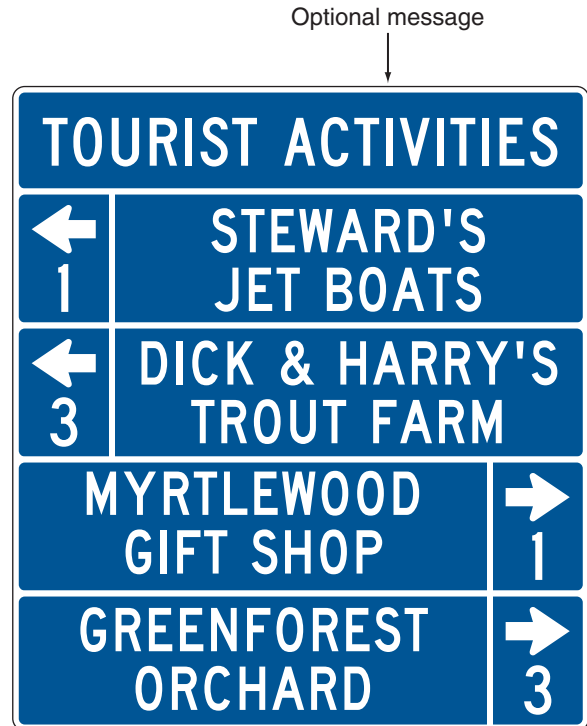 Optional message
TOURIST ACTIVITIES
1
STEWARD'S
JET BOATS
3
DICK & HARRY'S
TROUT FARM
MYRTLEWOOD
GIFT SHOP
1
GREENFOREST
ORCHARD
3